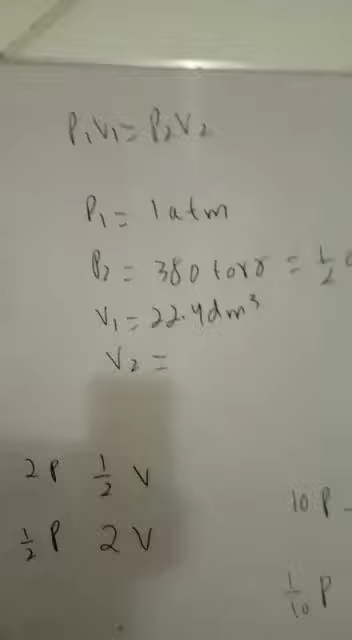 P₁V₁ = P₂V₂
P₁ = 1 atm
P₂ = 380 torr = 1/2
V₁ = 22.4 dm³
V₂ =
2P 1/2 V
1/2 P 2V
10 P
1/10 P